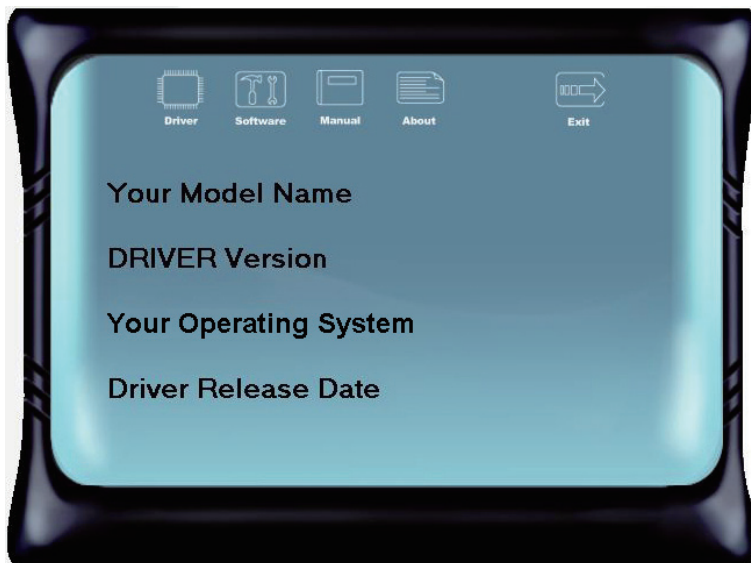 Driver Software Manual About Exit
Your Model Name
DRIVER Version
Your Operating System
Driver Release Date